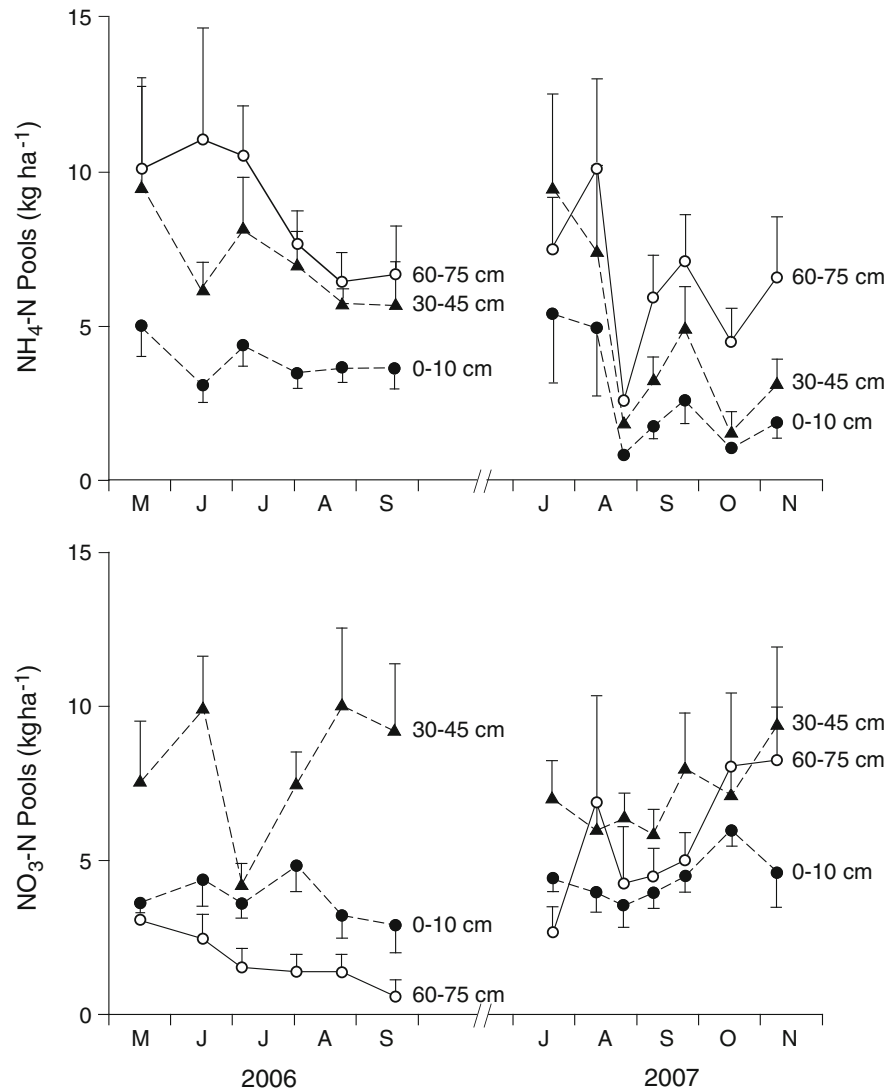 15
10
5
0
NH4-N Pools (kg ha-1)
60-75 cm
30-45 cm
0-10 cm
60-75 cm
30-45 cm
0-10 cm
M J J A S J A S O N
15
10
5
0
NO3-N Pools (kgha-1)
30-45 cm
0-10 cm
60-75 cm
30-45 cm
60-75 cm
0-10 cm
M J J A S J A S O N
2006 2007